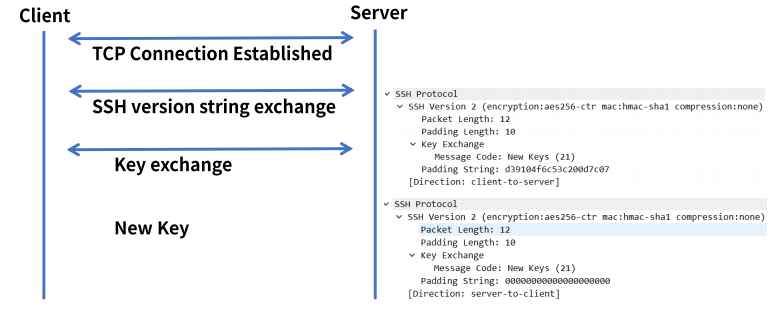 Client
Server
TCP Connection Established
SSH version string exchange
Key exchange
New Key
SSH Protocol
SSH Version 2 (encryption:aes256-ctr mac:hmac-sha1 compression:none)
Packet Length: 12
Padding Length: 10
Key Exchange
Message Code: New Keys (21)
Padding String: d39104f6c53c200d7c07
[Direction: client-to-server]
SSH Protocol
SSH Version 2 (encryption:aes256-ctr mac:hmac-sha1 compression:none)
Packet Length: 12
Padding Length: 10
Key Exchange
Message Code: New Keys (21)
Padding String: 00000000000000000000
[Direction: server-to-client]